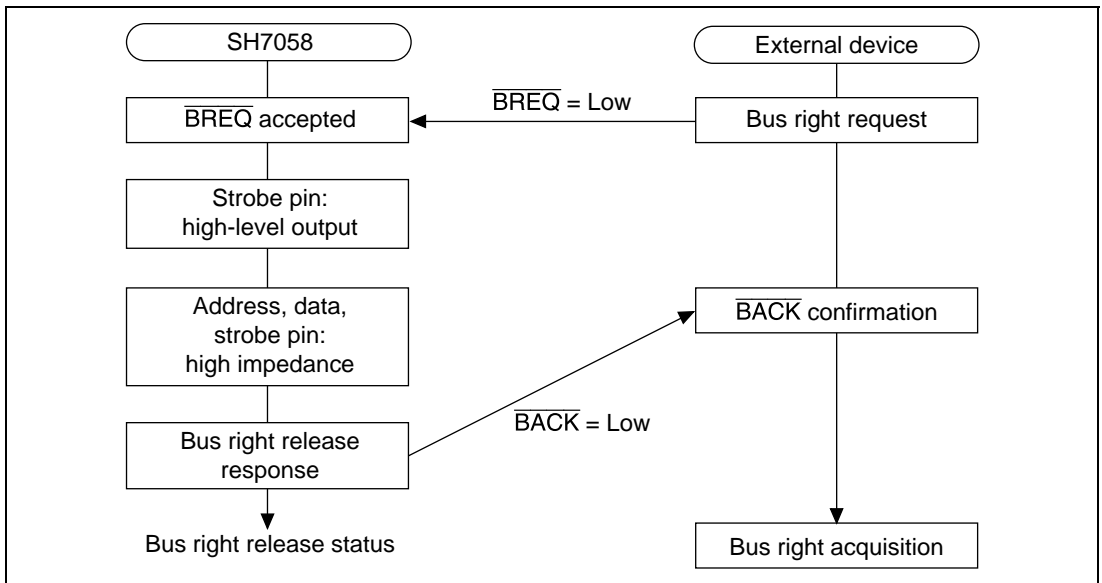 SH7058
External device
BREQ accepted
BREQ = Low
Bus right request
Strobe pin:
high-level output
Address, data,
strobe pin:
high impedance
BACK confirmation
BACK = Low
Bus right release
response
Bus right release status
Bus right acquisition